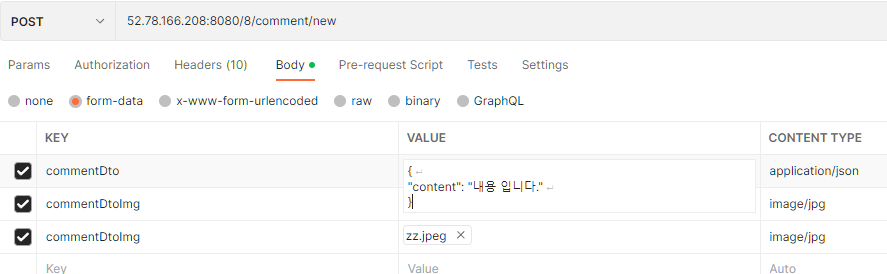 POST 52.78.166.208:8080/8/comment/new
Params Authorization Headers (10) Body Pre-request Script Tests Settings
none form-data x-www-form-urlencoded raw binary GraphQL
KEY VALUE CONTENT TYPE
commentDto { ↵ application/json
"content": "내용 입니다." ↵
commentDtoImg } image/jpg
commentDtoImg zz.jpeg × image/jpg
Key Value Auto